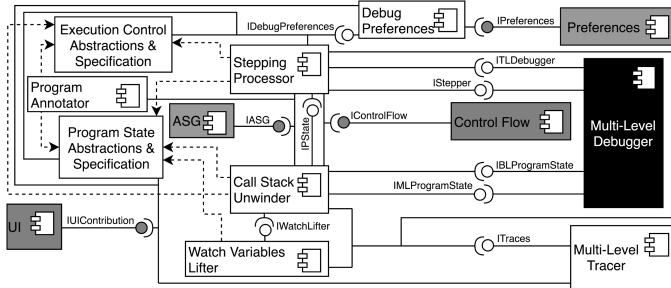 Execution Control
Abstractions &
Specification
IDebugPreferences
Debug
Preferences
IPreferences
Preferences
Stepping
Processor
ITLDebugger
IStepper
Program
Annotator
ASG
IASG
IPState
IControlFlow
Control Flow
Multi-Level
Debugger
Program State
Abstractions &
Specification
Call Stack
Unwinder
IBLProgramState
IMLProgramState
UI
IUIContribution
IWatchLifter
Watch Variables
Lifter
ITraces
Multi-Level
Tracer